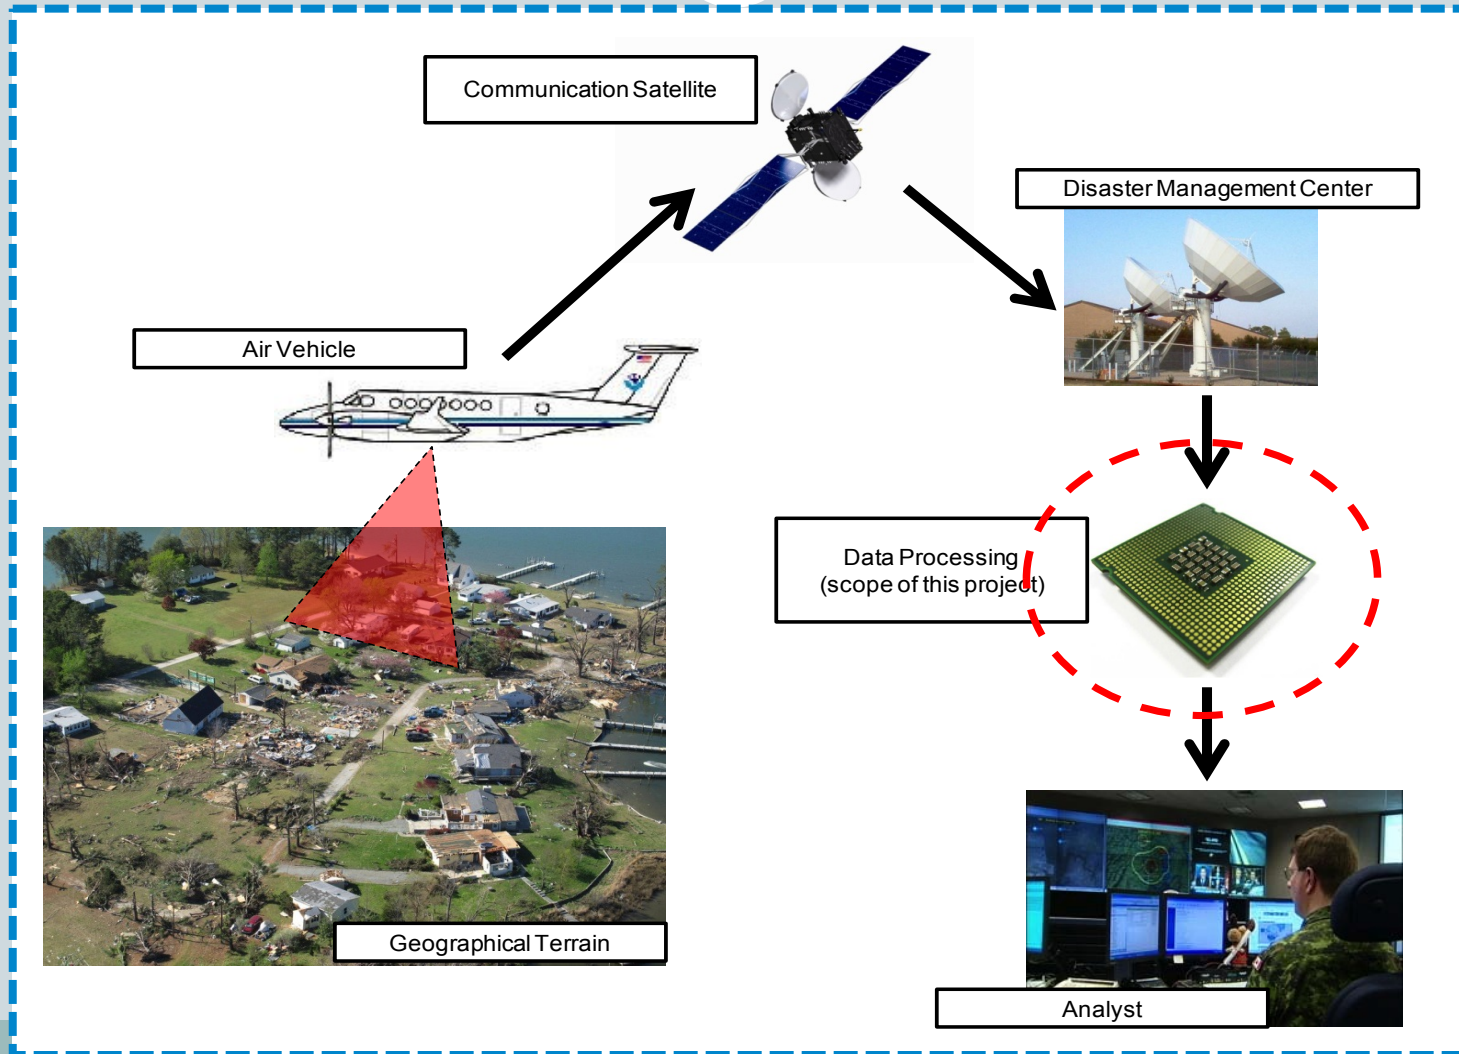 Communication Satellite
Disaster Management Center
Air Vehicle
Data Processing
(scope of this project)
Geographical Terrain
Analyst